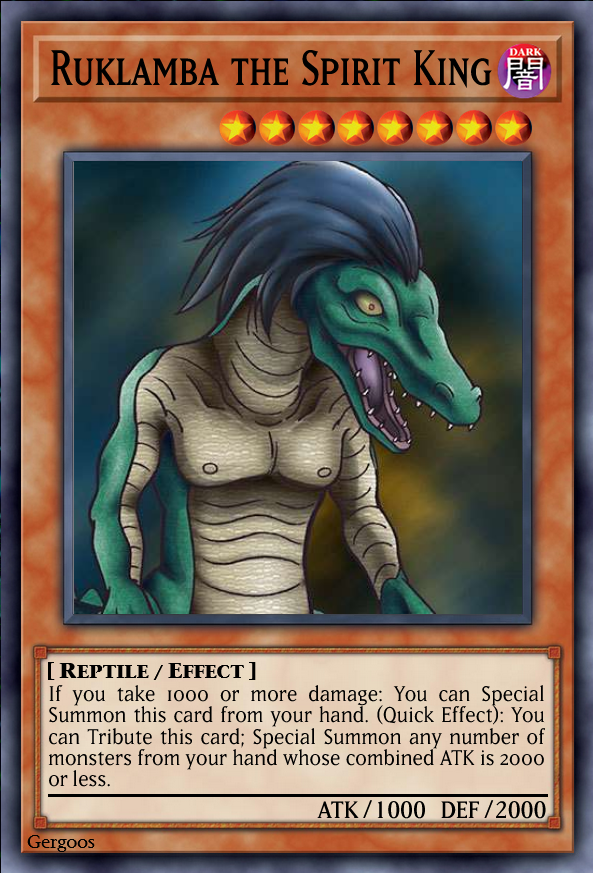 Ruklamba the Spirit King
DARK
闇
[ Reptile / Effect ]
If you take 1000 or more damage: You can Special
Summon this card from your hand. (Quick Effect): You
can Tribute this card; Special Summon any number of
monsters from your hand whose combined ATK is 2000
or less.
ATK/1000 DEF/2000
Gergoos